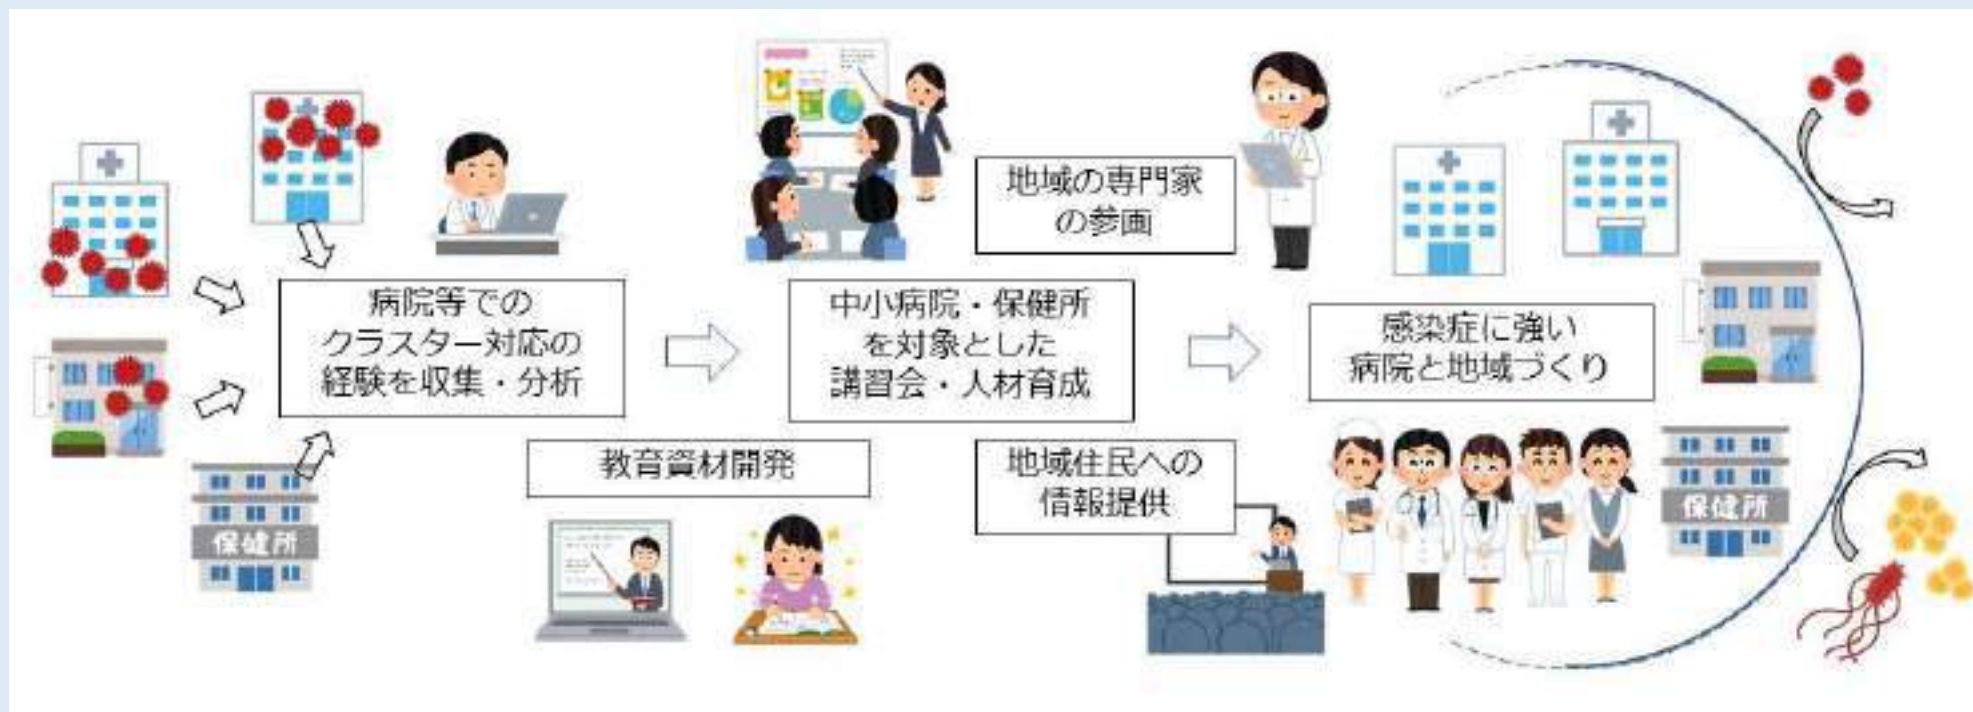 病院等での
クラスター対応の
経験を収集・分析
保健所
教育資材開発
中小病院・保健所
を対象とした
講習会・人材育成
地域の専門家
の参画
地域住民への
情報提供
感染症に強い
病院と地域づくり
保健所